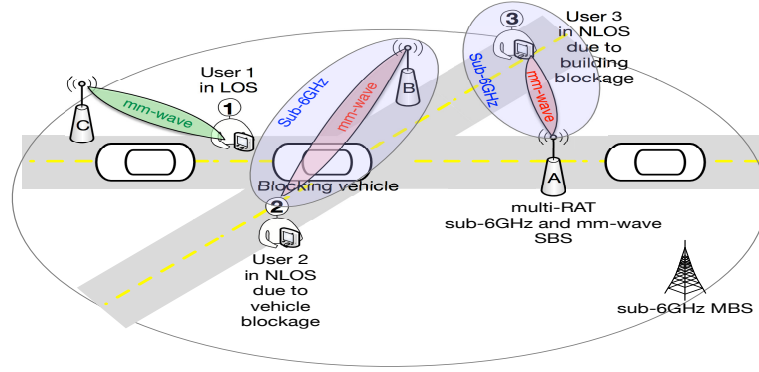 3
User 3
in NLOS
due to
building
blockage
User 1
in LOS
1
Sub-6GHz
mm-wave
B
Sub-6GHz
mm-wave
C
mm-wave
Blocking vehicle
A
2
multi-RAT
sub-6GHz and mm-wave
SBS
User 2
in NLOS
due to
vehicle
blockage
sub-6GHz MBS